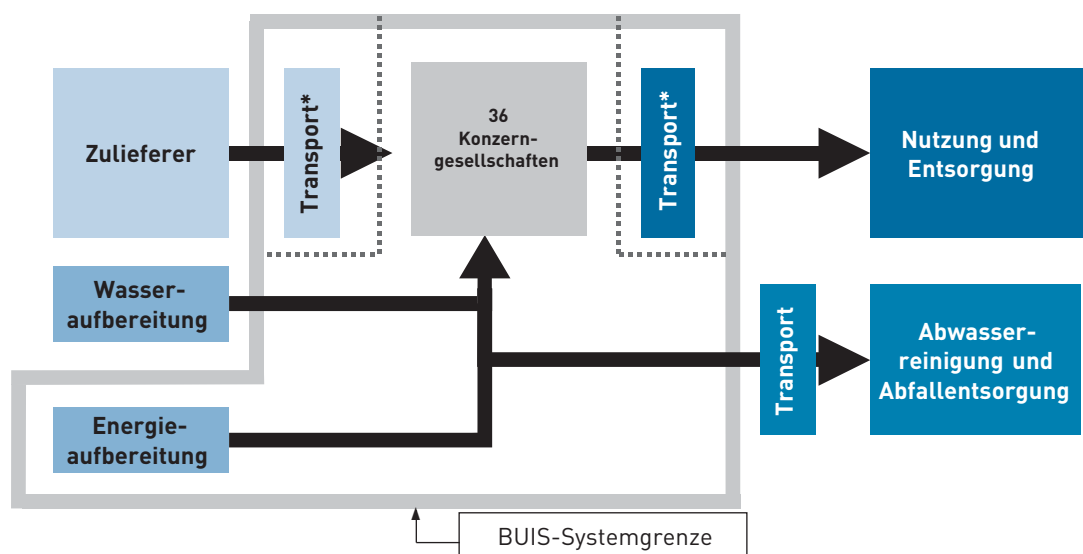 Zulieferer
Transport*
36
Konzern-
gesellschaften
Transport*
Nutzung und
Entsorgung
Wasser-
aufbereitung
Transport
Abwasser-
reinigung und
Abfallentsorgung
Energie-
aufbereitung
BUIS-Systemgrenze